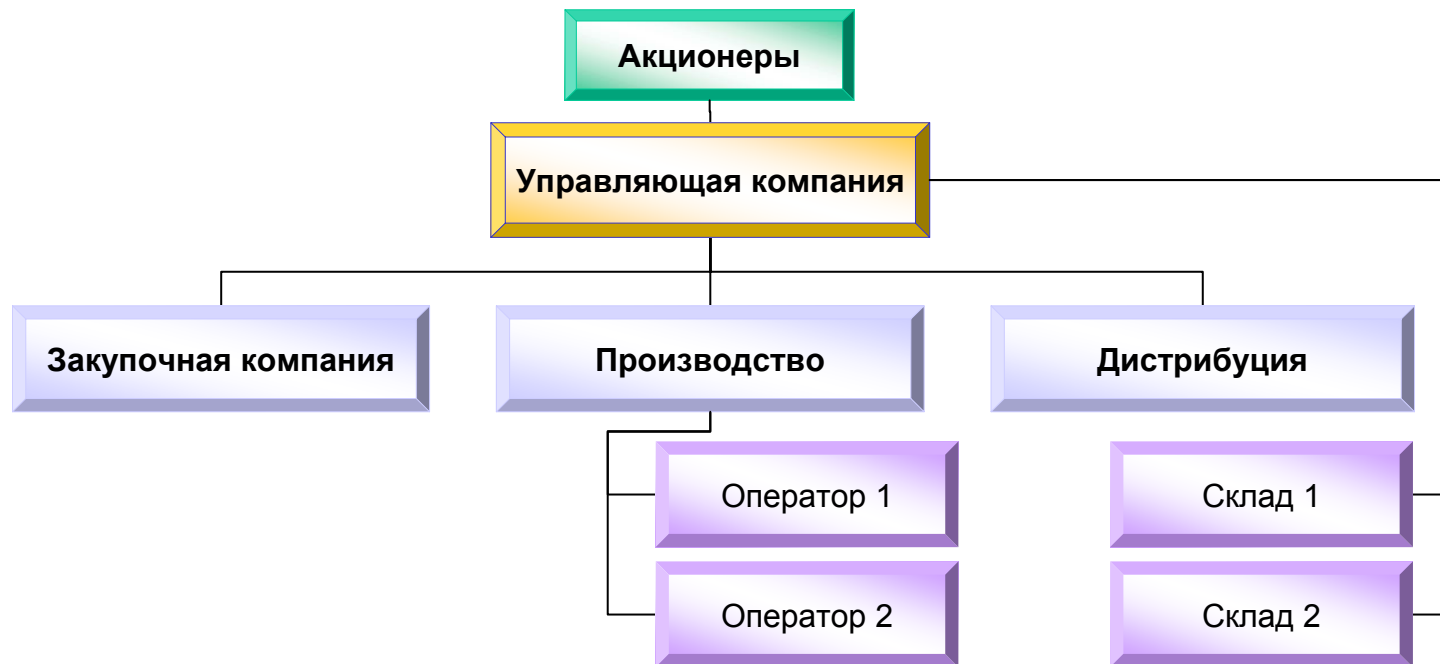 Акционеры
Управляющая компания
Закупочная компания
Производство
Дистрибуция
Оператор 1
Склад 1
Оператор 2
Склад 2